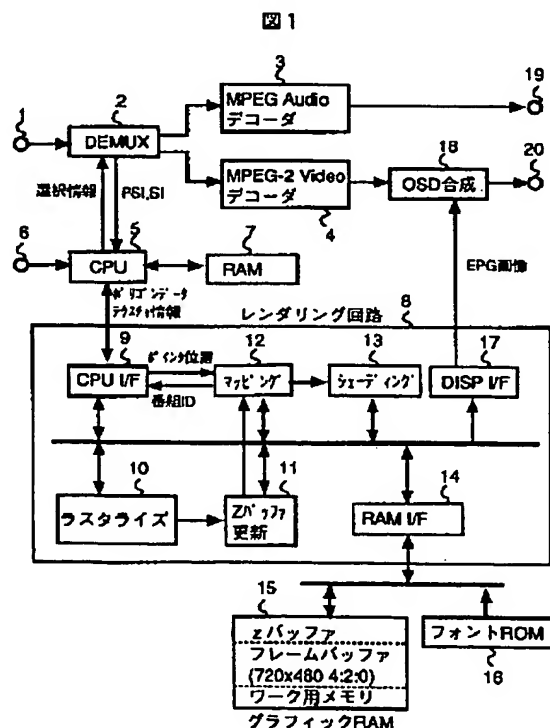 図1
3
MPEG Audio
デコーダ
19
1
2
DEMUX
18
20
MPEG-2 Video
デコーダ
4
OSD合成
選択情報
PSI,SI
6
5
CPU
7
RAM
EPG画像
ポリゴンデータ
テクスチャ情報
レンダリング回路
8
9
CPU I/F
ポインタ位置
番組ID
12
マッピング
13
シェーディング
17
DISP I/F
10
ラスタライズ
11
Zバッファ
更新
14
RAM I/F
15
zバッファ
フレームバッファ
(720x480 4:2:0)
ワーク用メモリ
グラフィックRAM
フォントROM
16